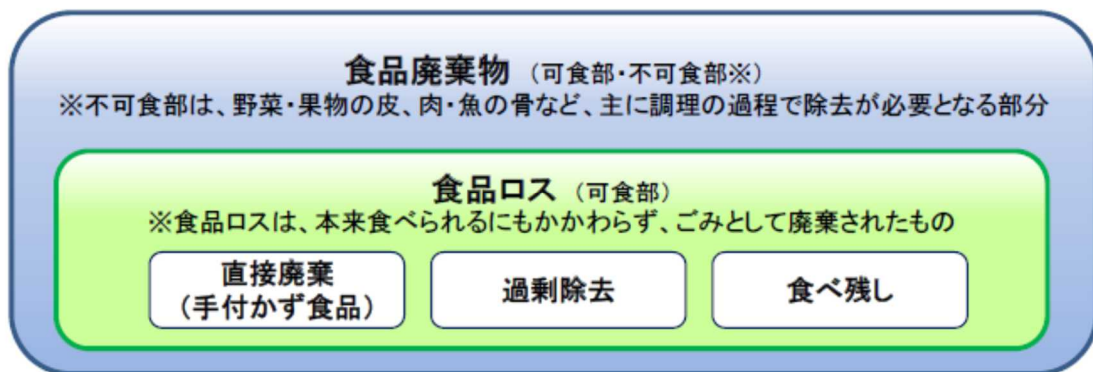 食品廃棄物 （可食部・不可食部※）
※不可食部は、野菜・果物の皮、肉・魚の骨など、主に調理の過程で除去が必要となる部分
食品ロス （可食部）
※食品ロスは、本来食べられるにもかかわらず、ごみとして廃棄されたもの
直接廃棄
（手付かず食品）
過剰除去
食べ残し